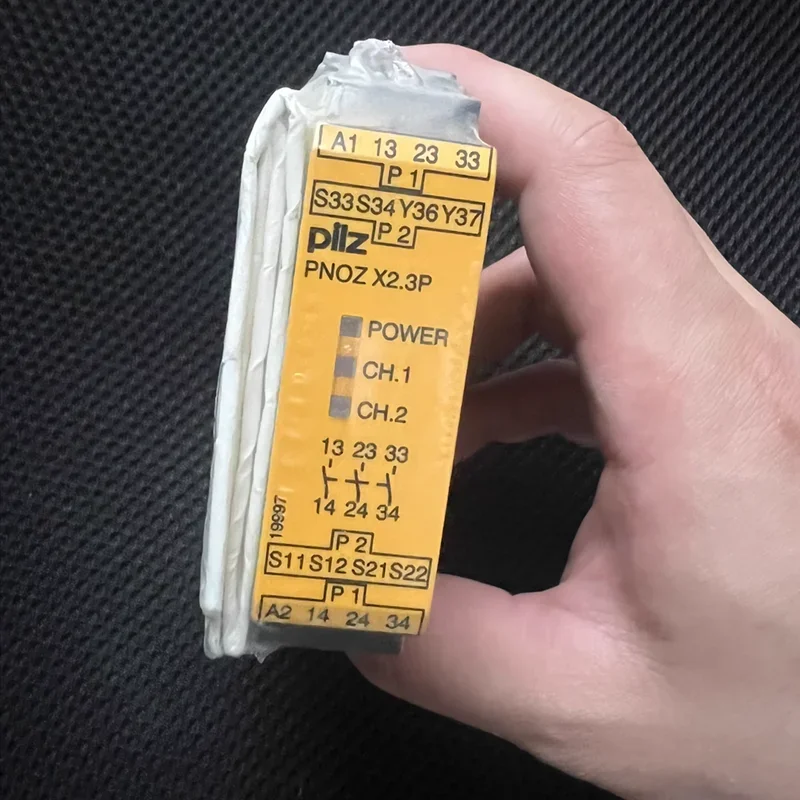 A1 13 23 33
P 1
S33 S34 Y36 Y37
P 2
pilz
PNOZ X2.3P
POWER
CH.1
CH.2
13 23 33
14 24 34
19997
P 2
S11 S12 S21 S22
P 1
A2 14 24 34